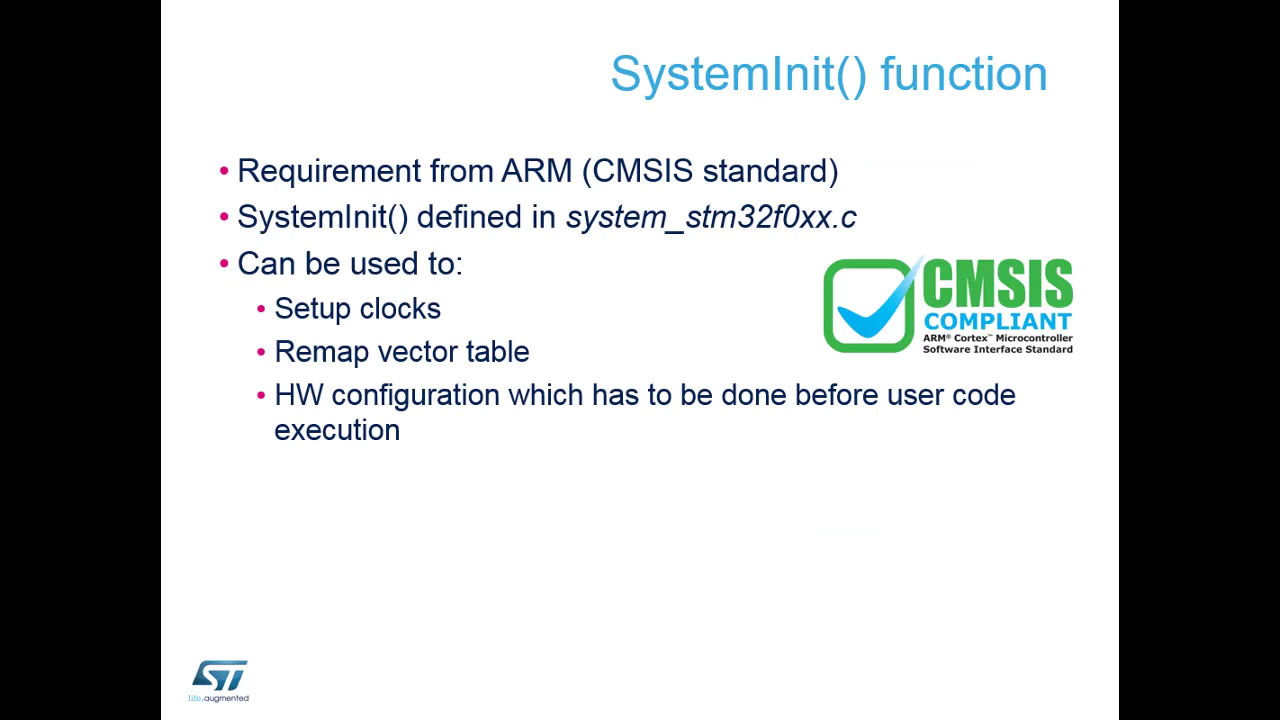 SystemInit() function
• Requirement from ARM (CMSIS standard)
• SystemInit() defined in system_stm32f0xx.c
• Can be used to:
• Setup clocks
• Remap vector table
• HW configuration which has to be done before user code
execution
CMSIS
COMPLIANT
ARM® Cortex™ Microcontroller
Software Interface Standard
ST
life.augmented